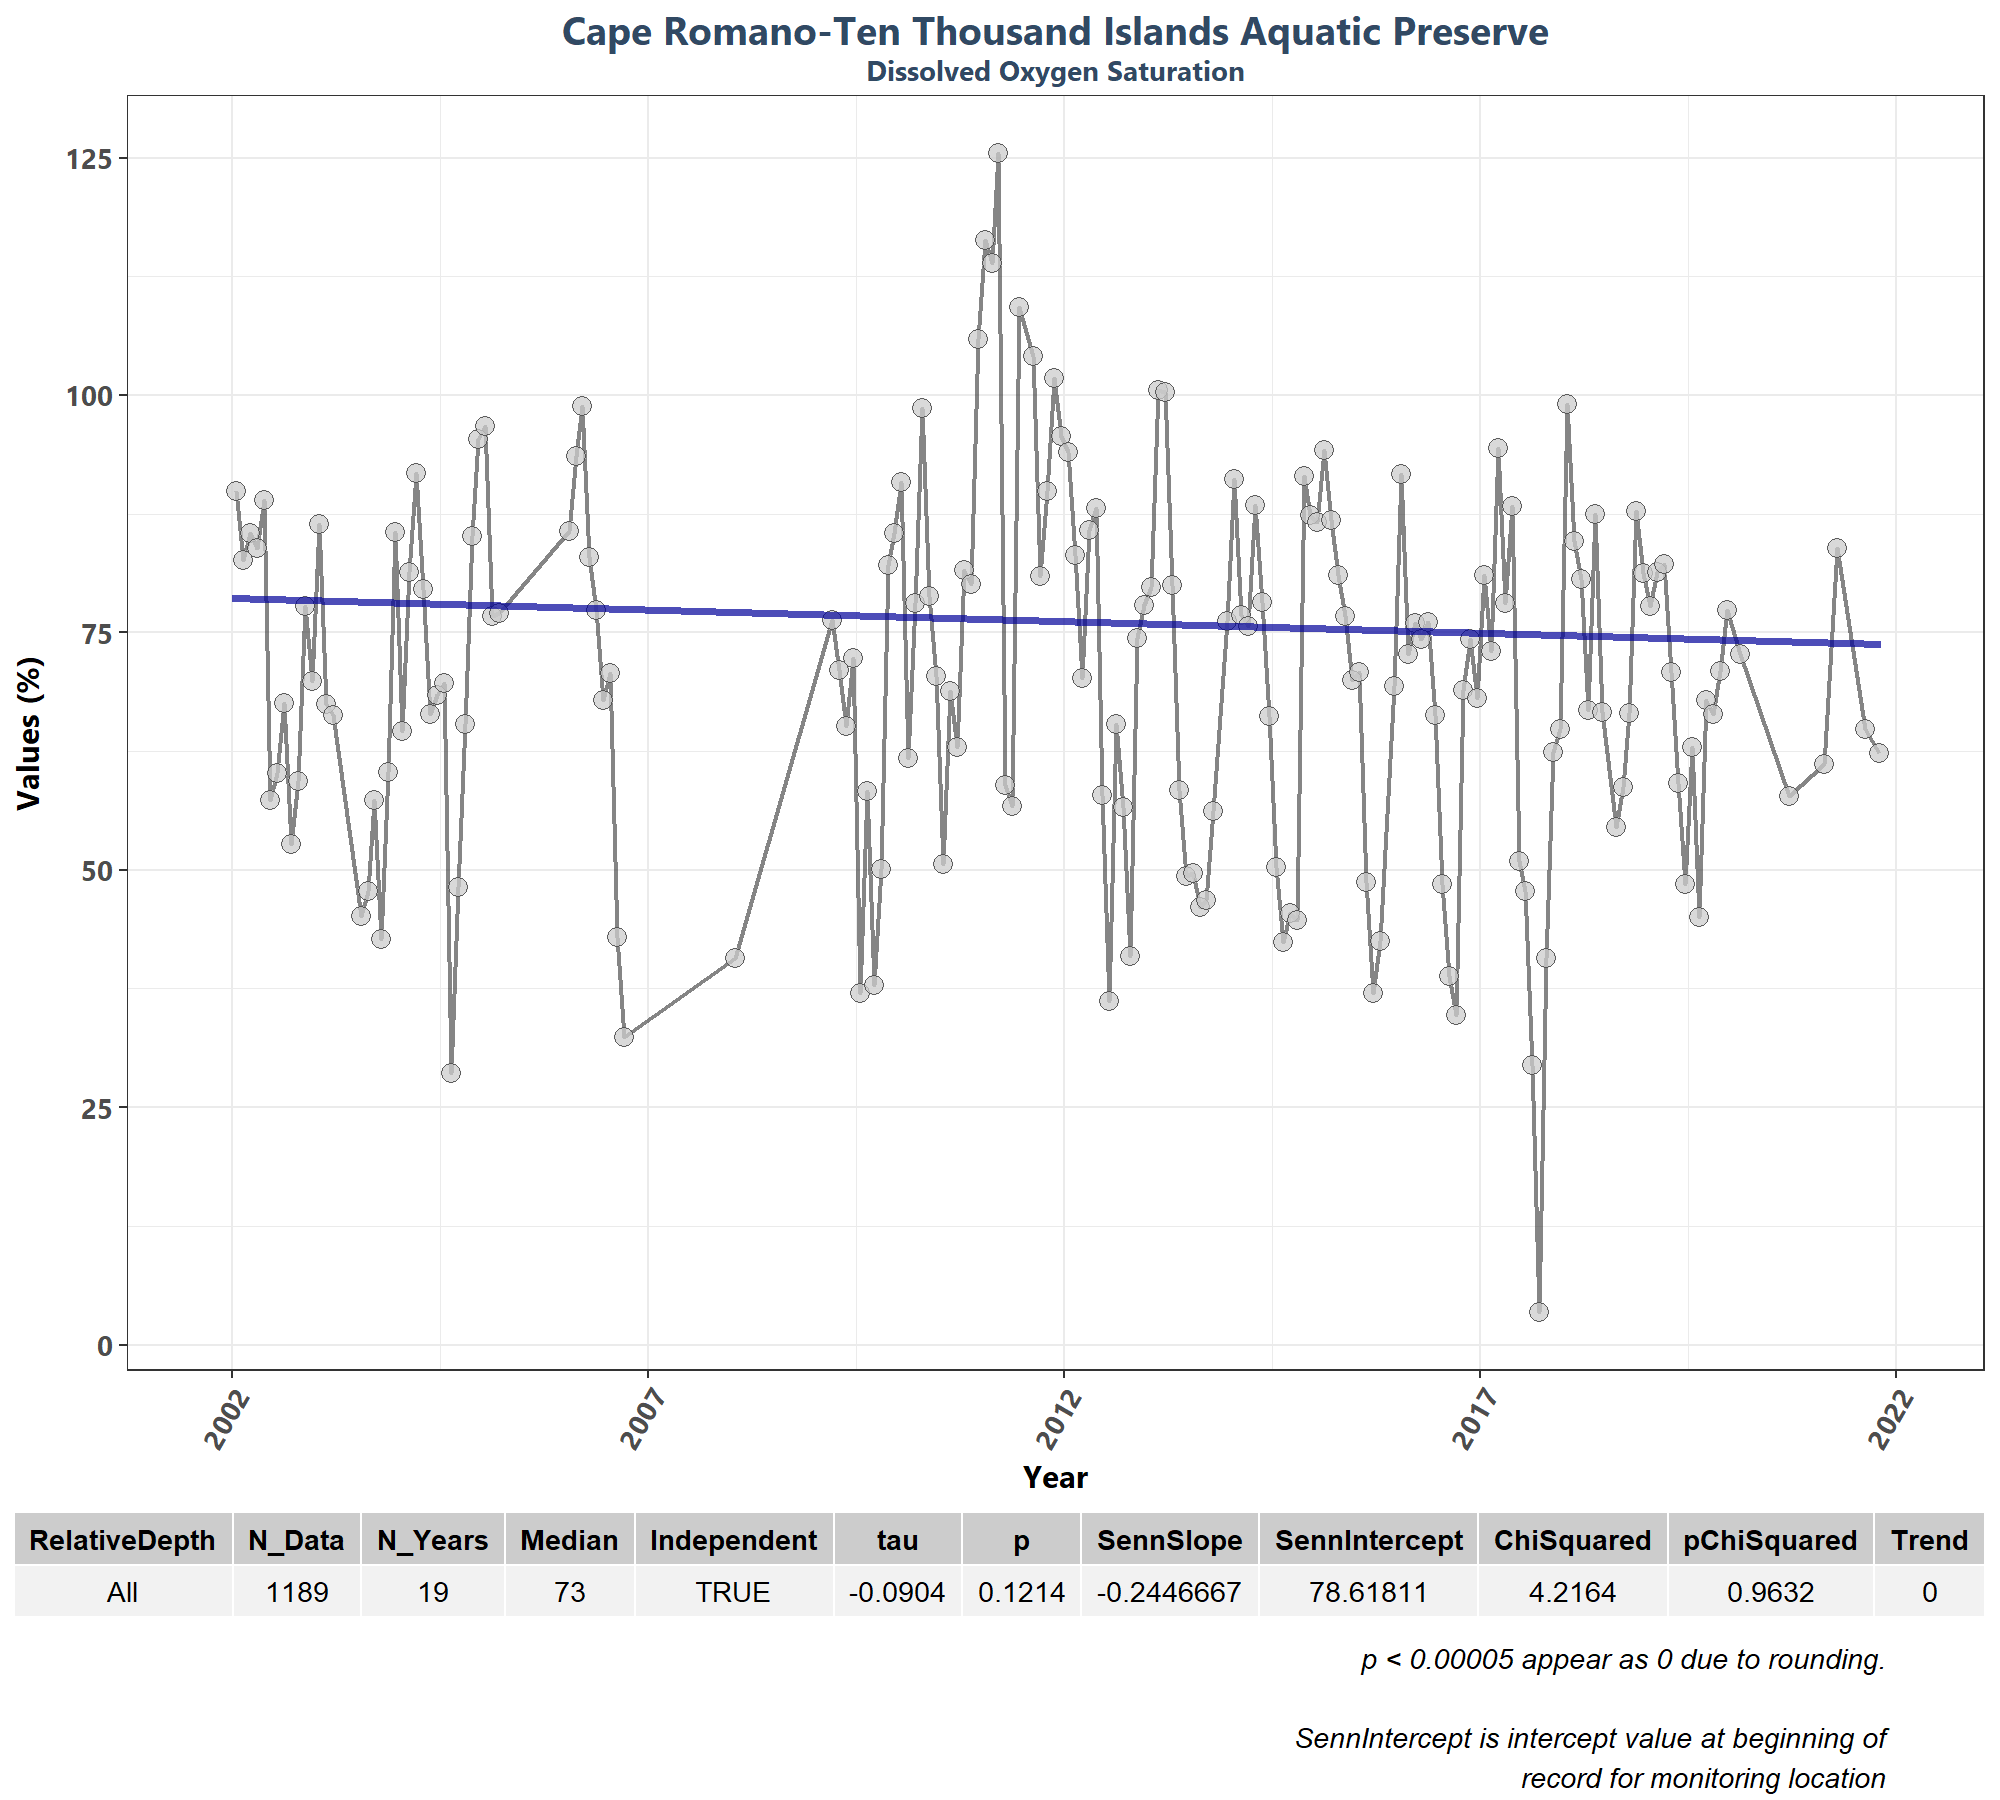 Cape Romano-Ten Thousand Islands Aquatic Preserve
Dissolved Oxygen Saturation
125
100
75
50
25
0
Values (%)
2002
2007
2012
2017
2022
Year
RelativeDepth N_Data N_Years Median Independent tau p SennSlope SennIntercept ChiSquared pChiSquared Trend
All 1189 19 73 TRUE -0.0904 0.1214 -0.2446667 78.61811 4.2164 0.9632 0
p < 0.00005 appear as 0 due to rounding.
SennIntercept is intercept value at beginning of
record for monitoring location